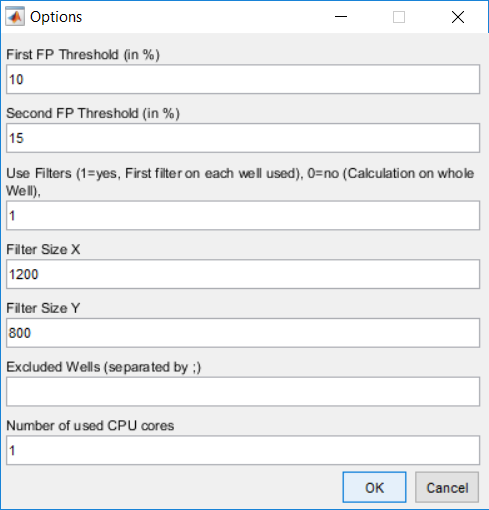 Options
First FP Threshold (in %)
10
Second FP Threshold (in %)
15
Use Filters (1=yes, First filter on each well used), 0=no (Calculation on whole
Well),
1
Filter Size X
1200
Filter Size Y
800
Excluded Wells (separated by ;)
Number of used CPU cores
1
OK Cancel